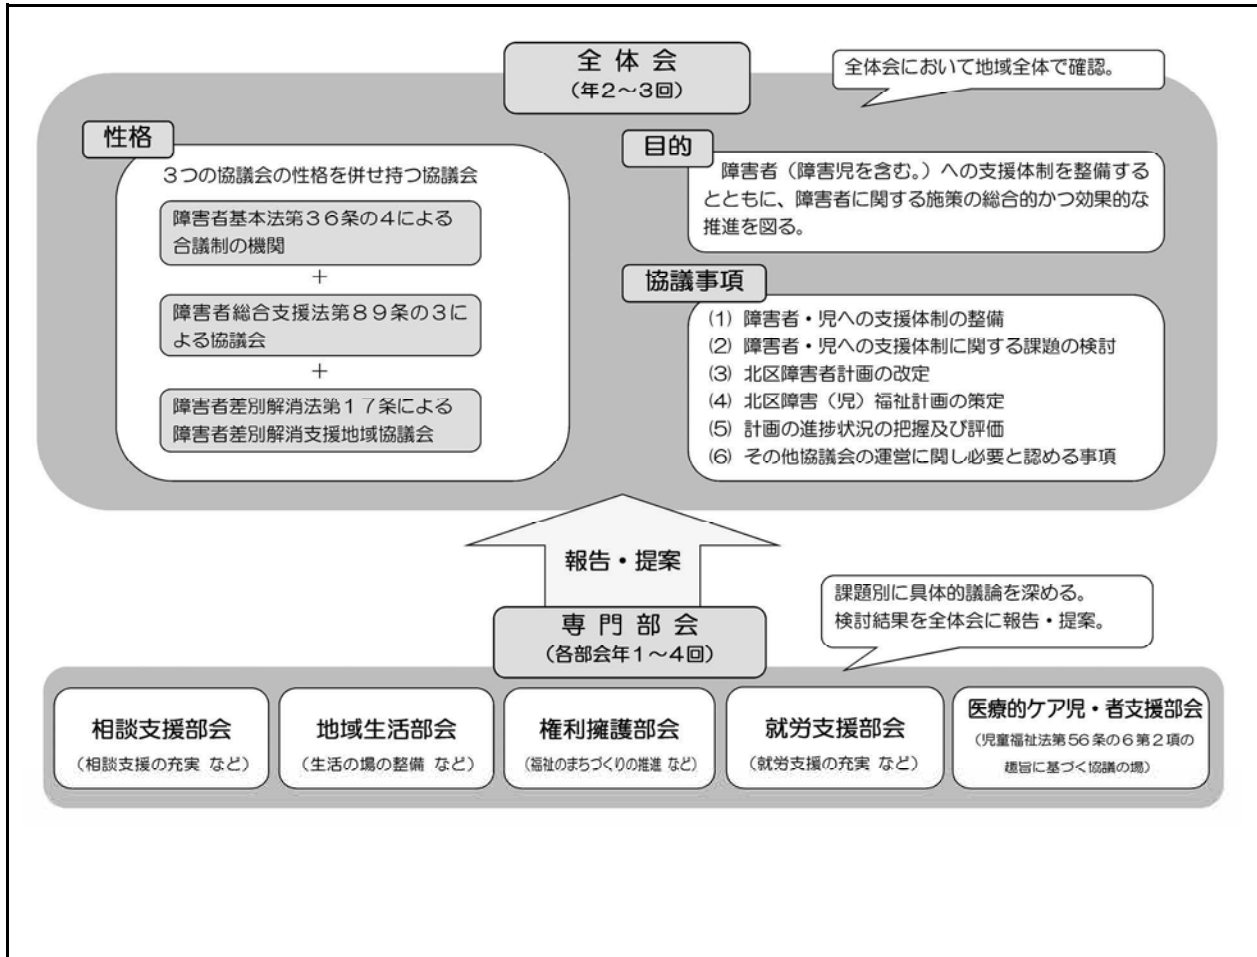 全 体 会
（年２～３回）
全体会において地域全体で確認。
性格
３つの協議会の性格を併せ持つ協議会
障害者基本法第３６条の４による
合議制の機関
＋
障害者総合支援法第８９条の３に
よる協議会
＋
障害者差別解消法第１７条による
障害者差別解消支援地域協議会
目的
障害者（障害児を含む。）への支援体制を整備する
とともに、障害者に関する施策の総合的かつ効果的な
推進を図る。
協議事項
(1) 障害者・児への支援体制の整備
(2) 障害者・児への支援体制に関する課題の検討
(3) 北区障害者計画の改定
(4) 北区障害（児）福祉計画の策定
(5) 計画の進捗状況の把握及び評価
(6) その他協議会の運営に関し必要と認める事項
報告・提案
課題別に具体的議論を深める。
検討結果を全体会に報告・提案。
専 門 部 会
（各部会年１～４回）
相談支援部会
（相談支援の充実 など）
地域生活部会
（生活の場の整備 など）
権利擁護部会
（福祉のまちづくりの推進 など）
就労支援部会
（就労支援の充実 など）
医療的ケア児・者支援部会
（児童福祉法第56条の６第２項の
趣旨に基づく協議の場）